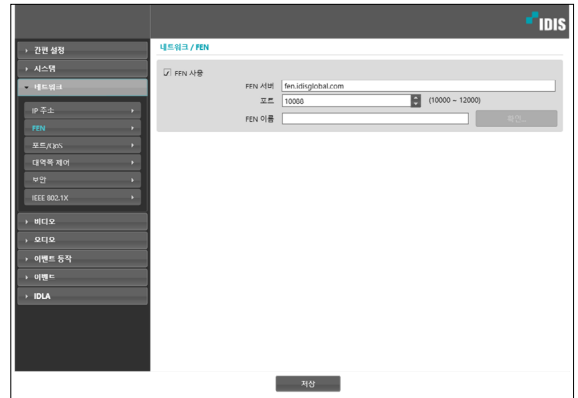 IDIS
간편 설정
시스템
네트워크
IP 주소
FEN
포트/QoS
대역폭 제어
보안
IEEE 802.1X
비디오
오디오
이벤트 동작
이벤트
IDLA
네트워크 / FEN
FEN 사용
FEN 서버 fen.idisglobal.com
포트 10088 (10000 ~ 12000)
FEN 이름 확인..
저장